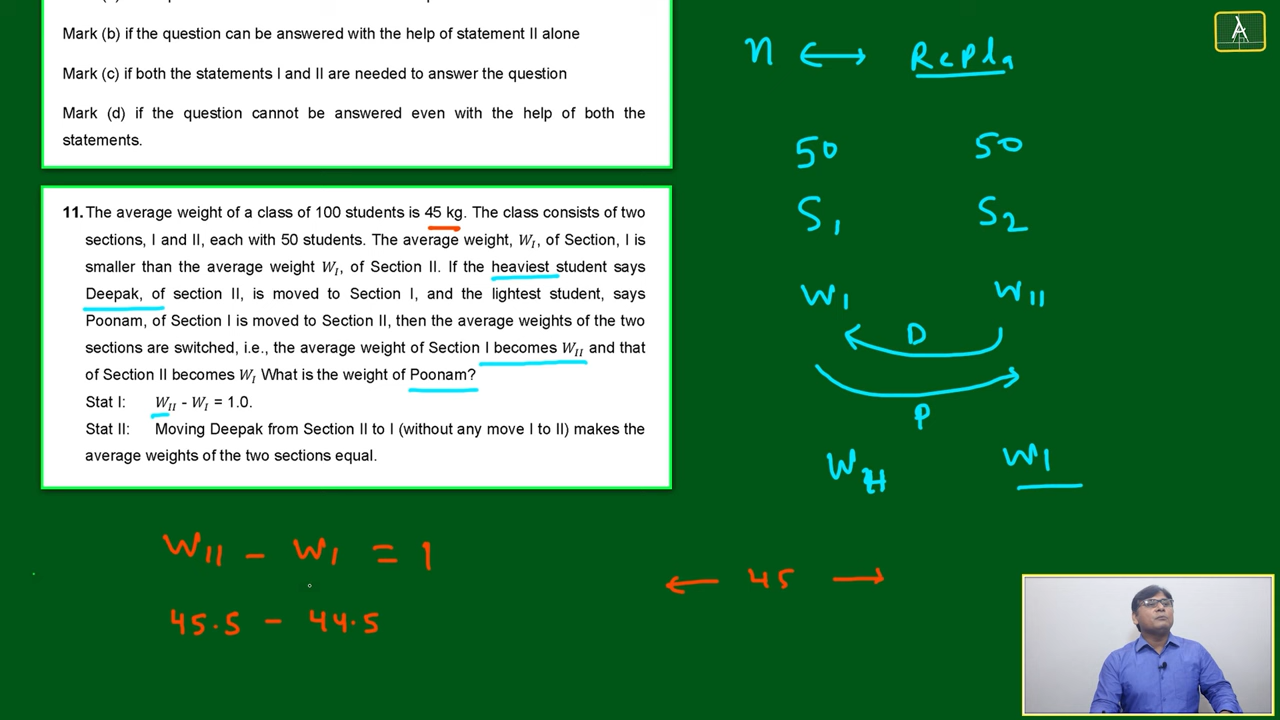 Mark (b) if the question can be answered with the help of statement II alone
Mark (c) if both the statements I and II are needed to answer the question
Mark (d) if the question cannot be answered even with the help of both the
statements.
11. The average weight of a class of 100 students is 45 kg. The class consists of two
sections, I and II, each with 50 students. The average weight, W_I, of Section, I is
smaller than the average weight W_I, of Section II. If the heaviest student says
Deepak, of section II, is moved to Section I, and the lightest student, says
Poonam, of Section I is moved to Section II, then the average weights of the two
sections are switched, i.e., the average weight of Section I becomes W_II and that
of Section II becomes W_I What is the weight of Poonam?
Stat I: W_II - W_I = 1.0.
Stat II: Moving Deepak from Section II to I (without any move I to II) makes the
average weights of the two sections equal.
n ⟷ Repla
50 50
S1 S2
W_I W_II
D
P
W_II W_I
W_II - W_I = 1
45.5 - 44.5
← 45 →
A